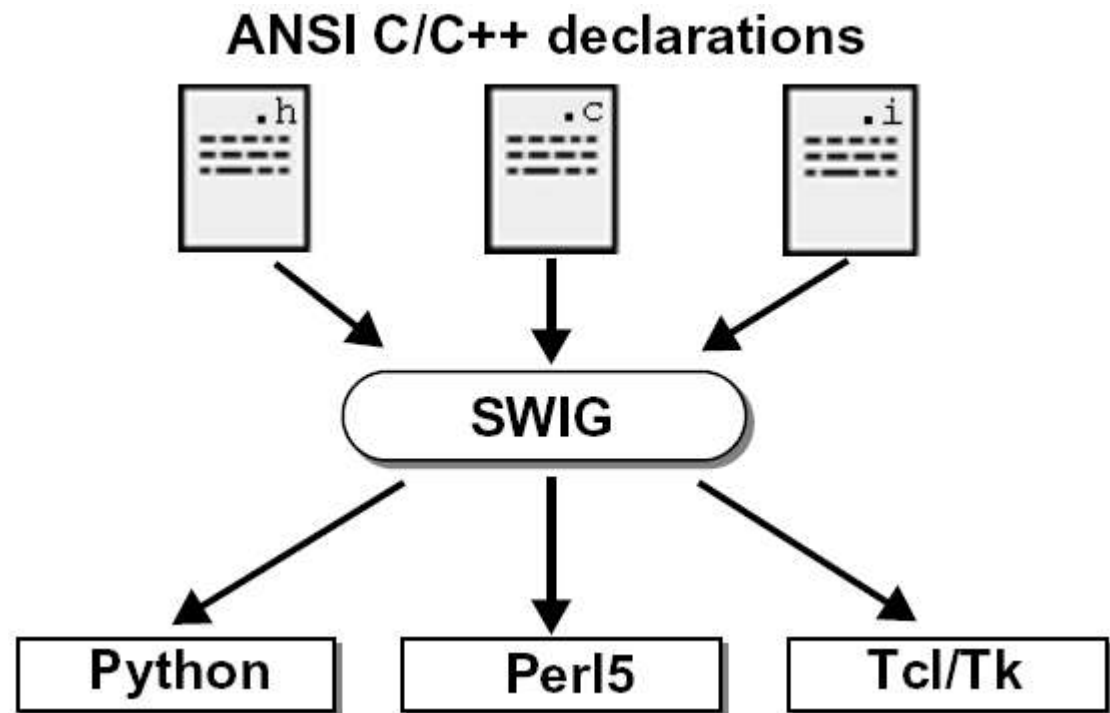 ANSI C/C++ declarations
.h
.c
.i
SWIG
Python
Perl5
Tcl/Tk